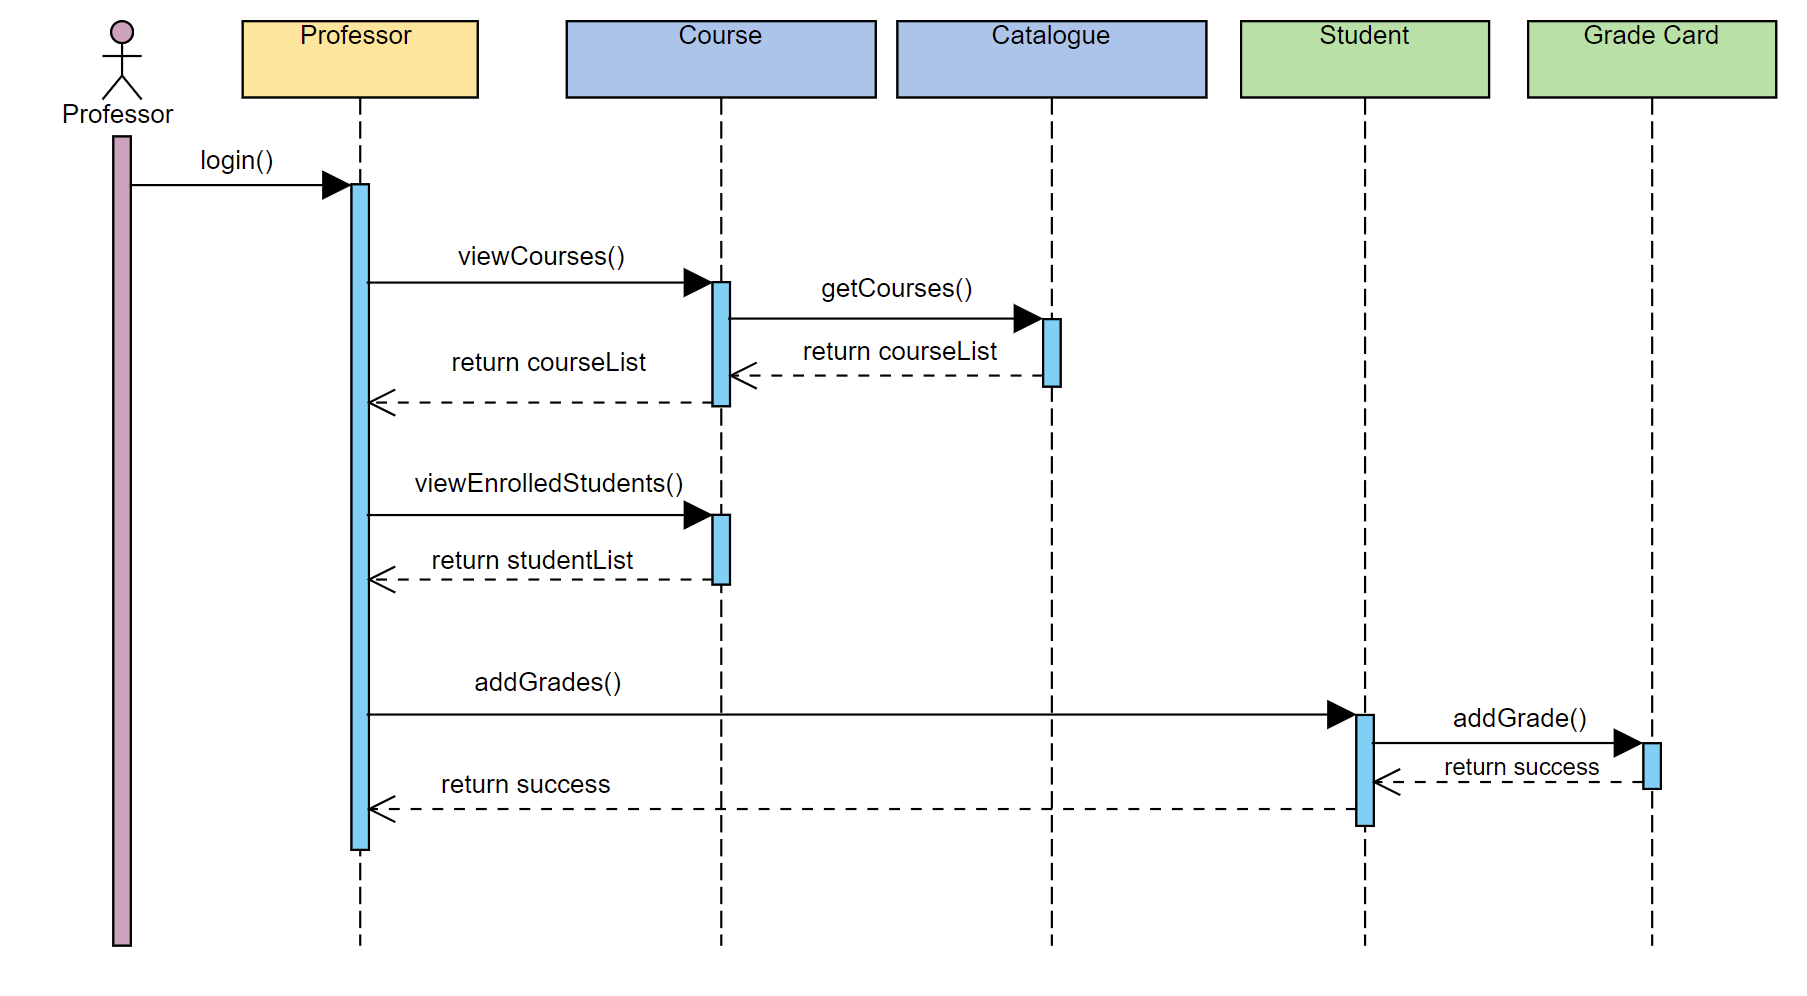 Professor
Course
Catalogue
Student
Grade Card
Professor
login()
viewCourses()
getCourses()
return courseList
return courseList
viewEnrolledStudents()
return studentList
addGrades()
addGrade()
return success
return success